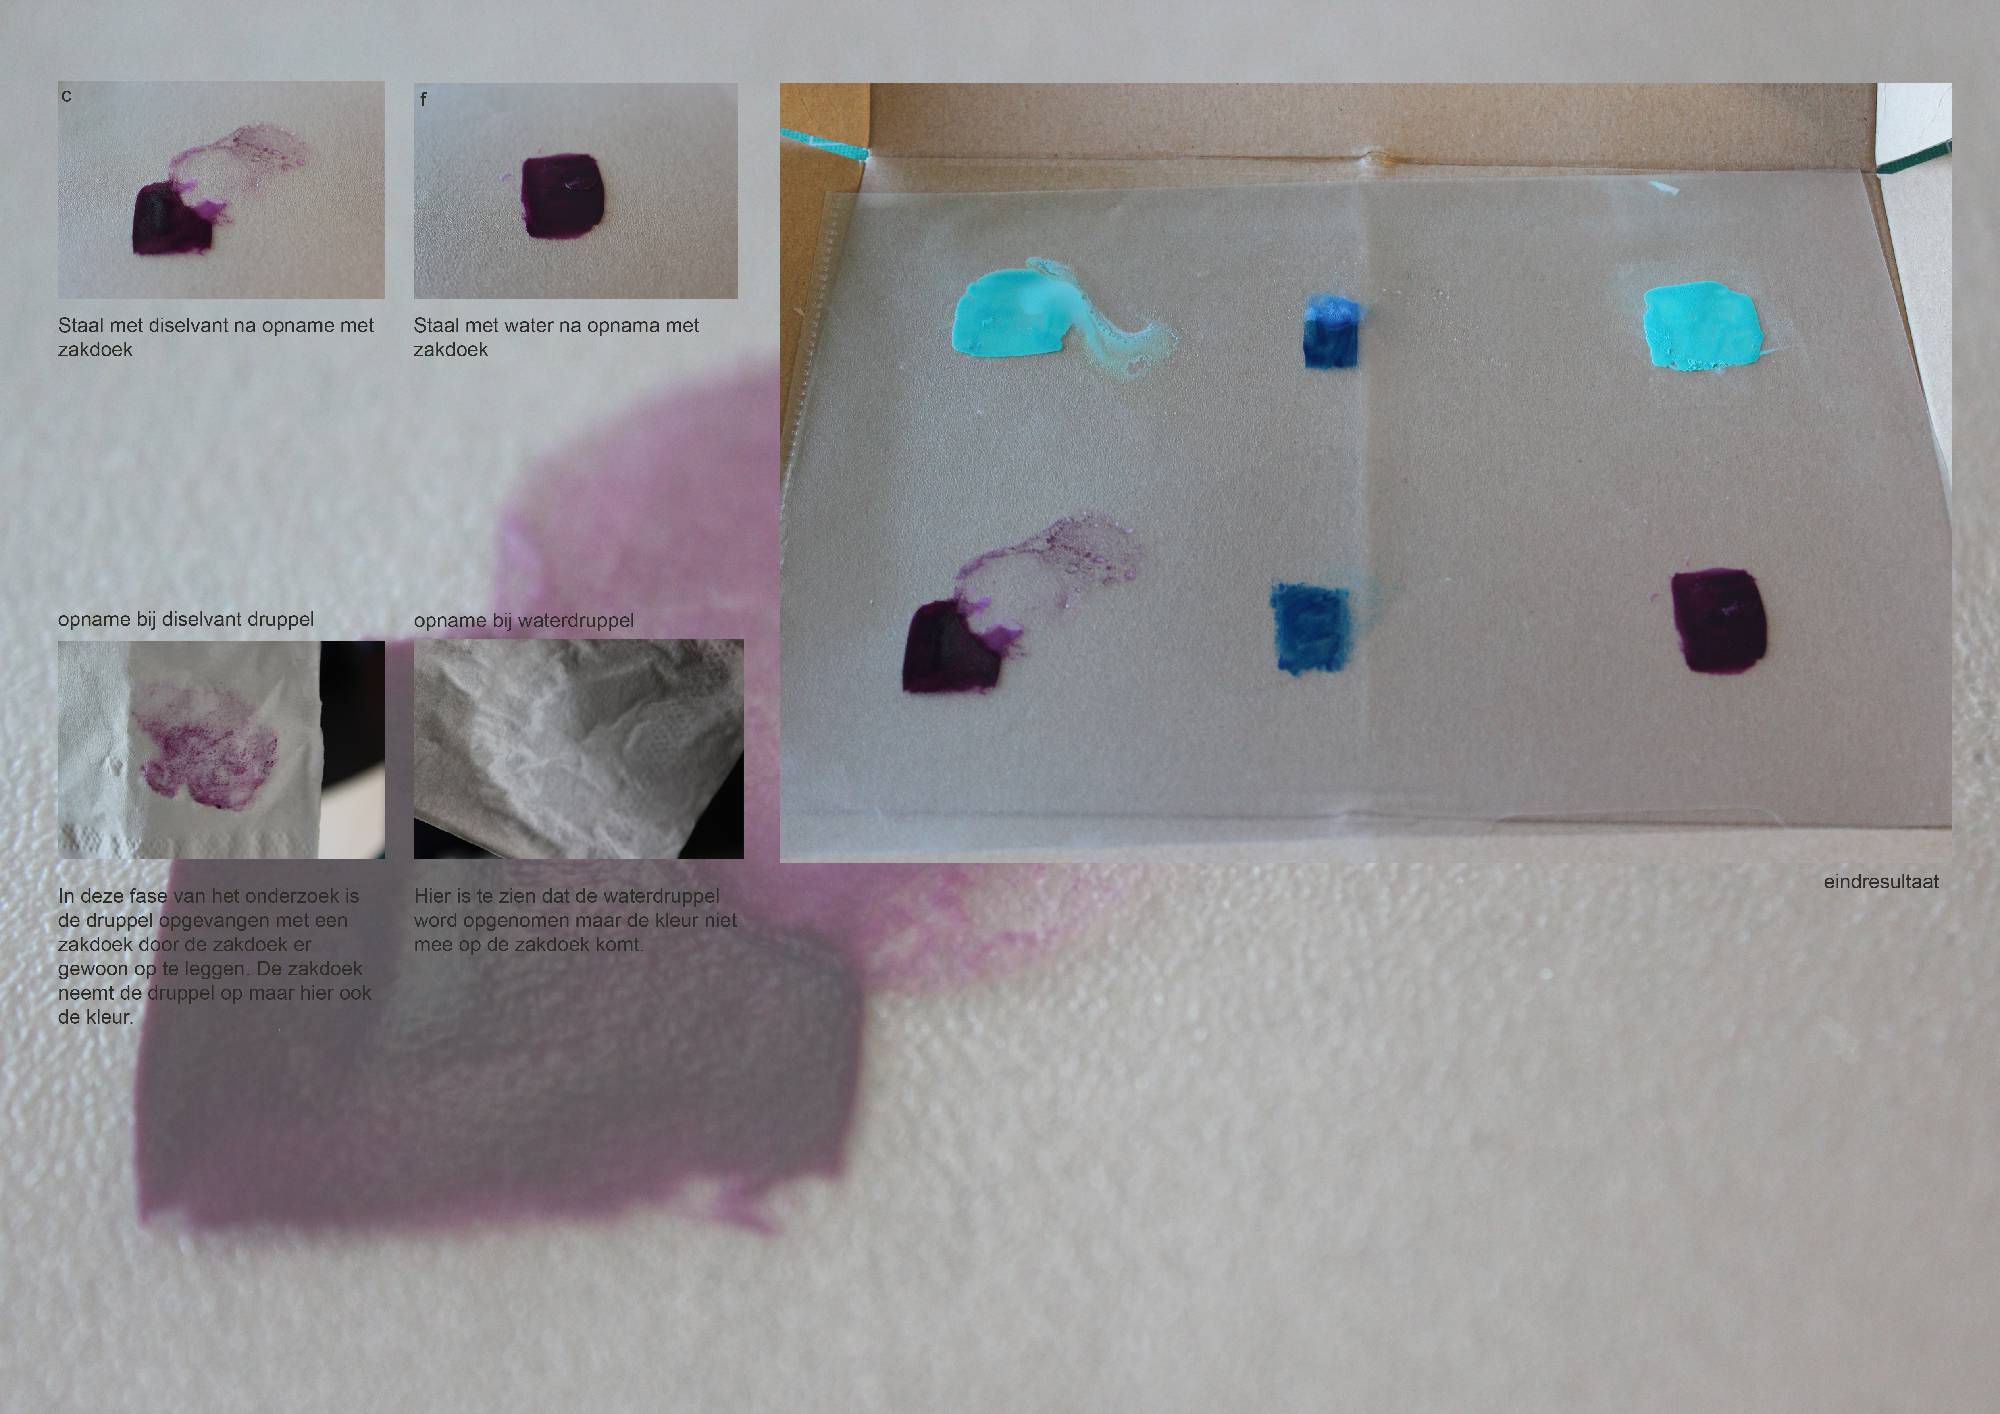 c
f
Staal met diselvant na opname met
zakdoek
Staal met water na opnama met
zakdoek
opname bij diselvant druppel
opname bij waterdruppel
In deze fase van het onderzoek is
de druppel opgevangen met een
zakdoek door de zakdoek er
gewoon op te leggen. De zakdoek
neemt de druppel op maar hier ook
de kleur.
Hier is te zien dat de waterdruppel
word opgenomen maar de kleur niet
mee op de zakdoek komt.
eindresultaat